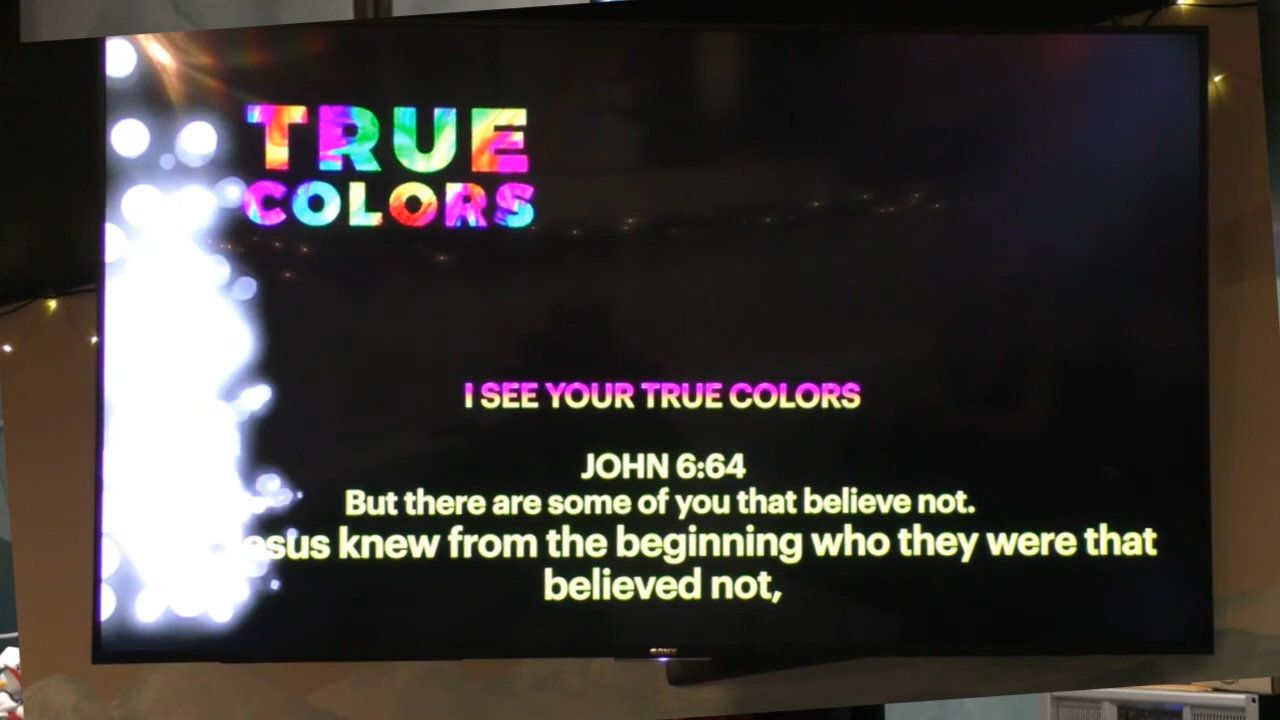 TRUE
COLORS
I SEE YOUR TRUE COLORS
JOHN 6:64
But there are some of you that believe not.
knew from the beginning who they were that
believed not,
SONY